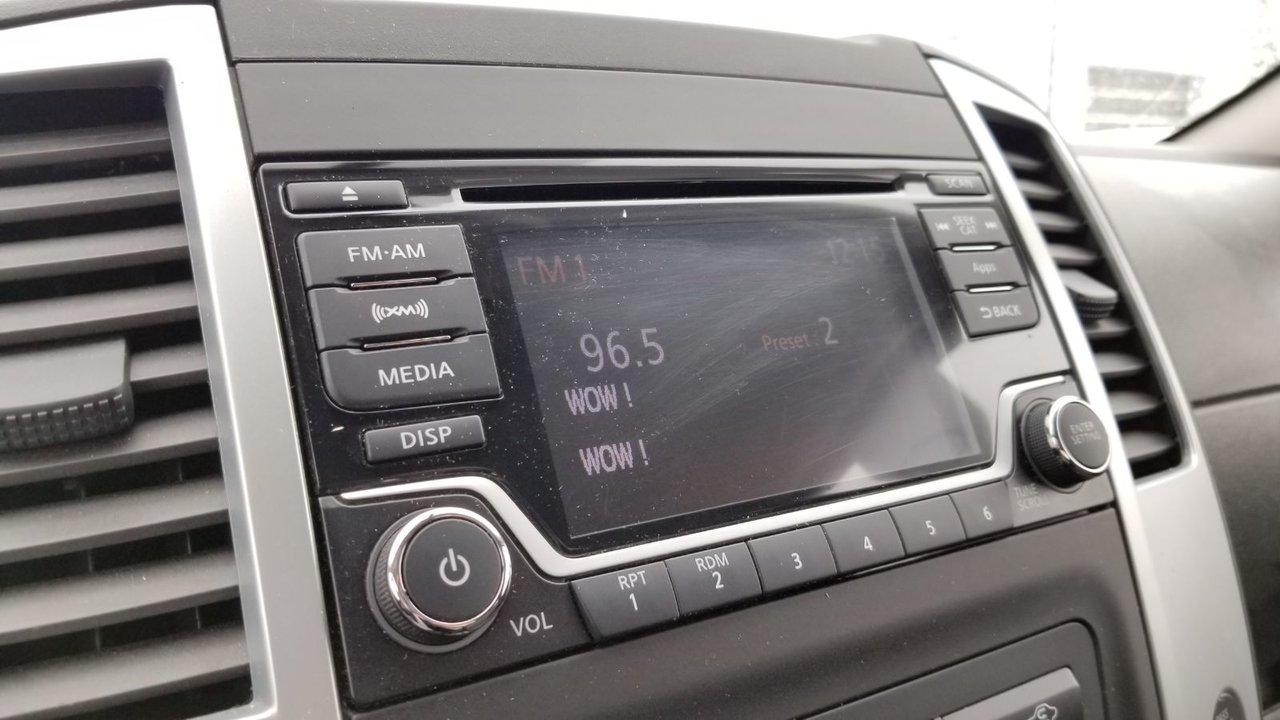 SCAN
FM·AM
SEEK
CAT
XM
Apps
FM 1
12:15
BACK
MEDIA
96.5
Preset : 2
WOW !
DISP
WOW !
ENTER
SETTING
TUNE
SCROLL
VOL
RPT
1
RDM
2
3
4
5
6